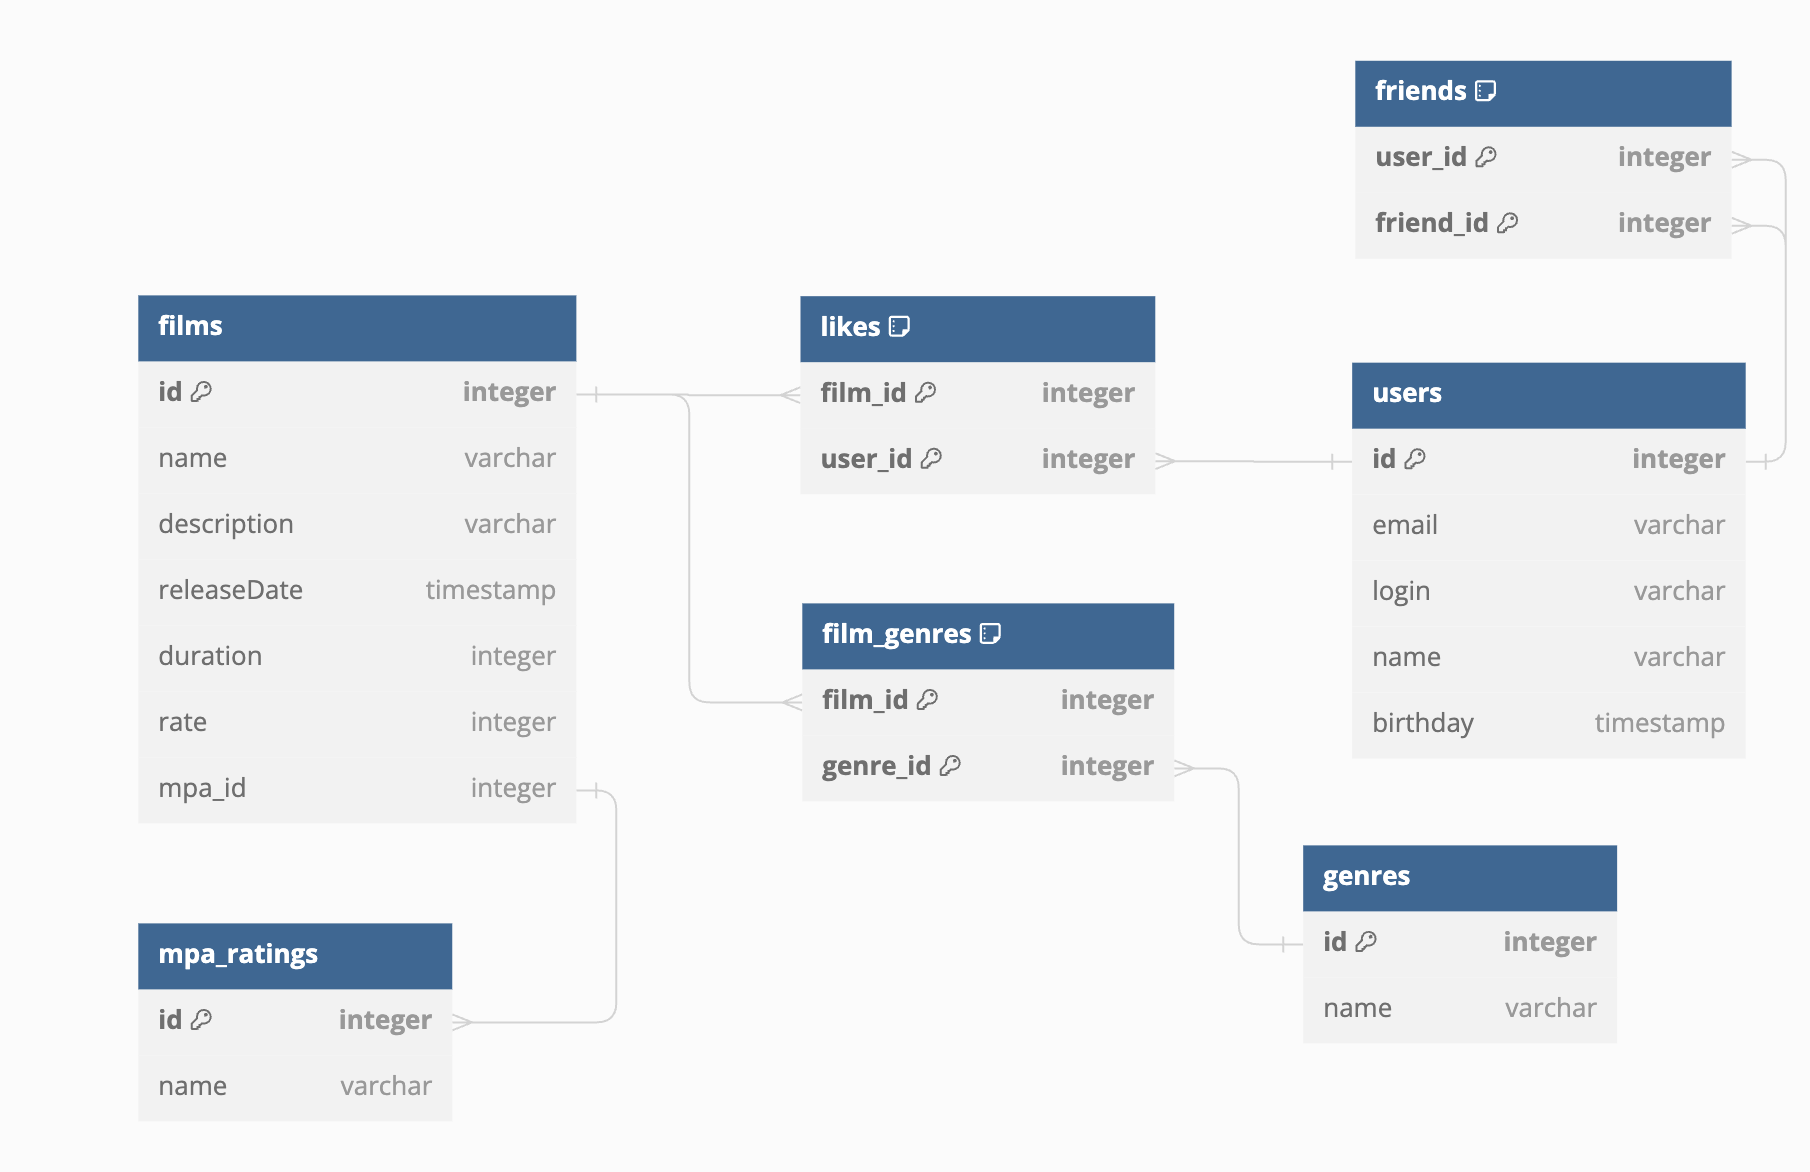 friends
user_id integer
friend_id integer
films
id integer
name varchar
description varchar
releaseDate timestamp
duration integer
rate integer
mpa_id integer
likes
film_id integer
user_id integer
users
id integer
email varchar
login varchar
name varchar
birthday timestamp
film_genres
film_id integer
genre_id integer
genres
id integer
name varchar
mpa_ratings
id integer
name varchar